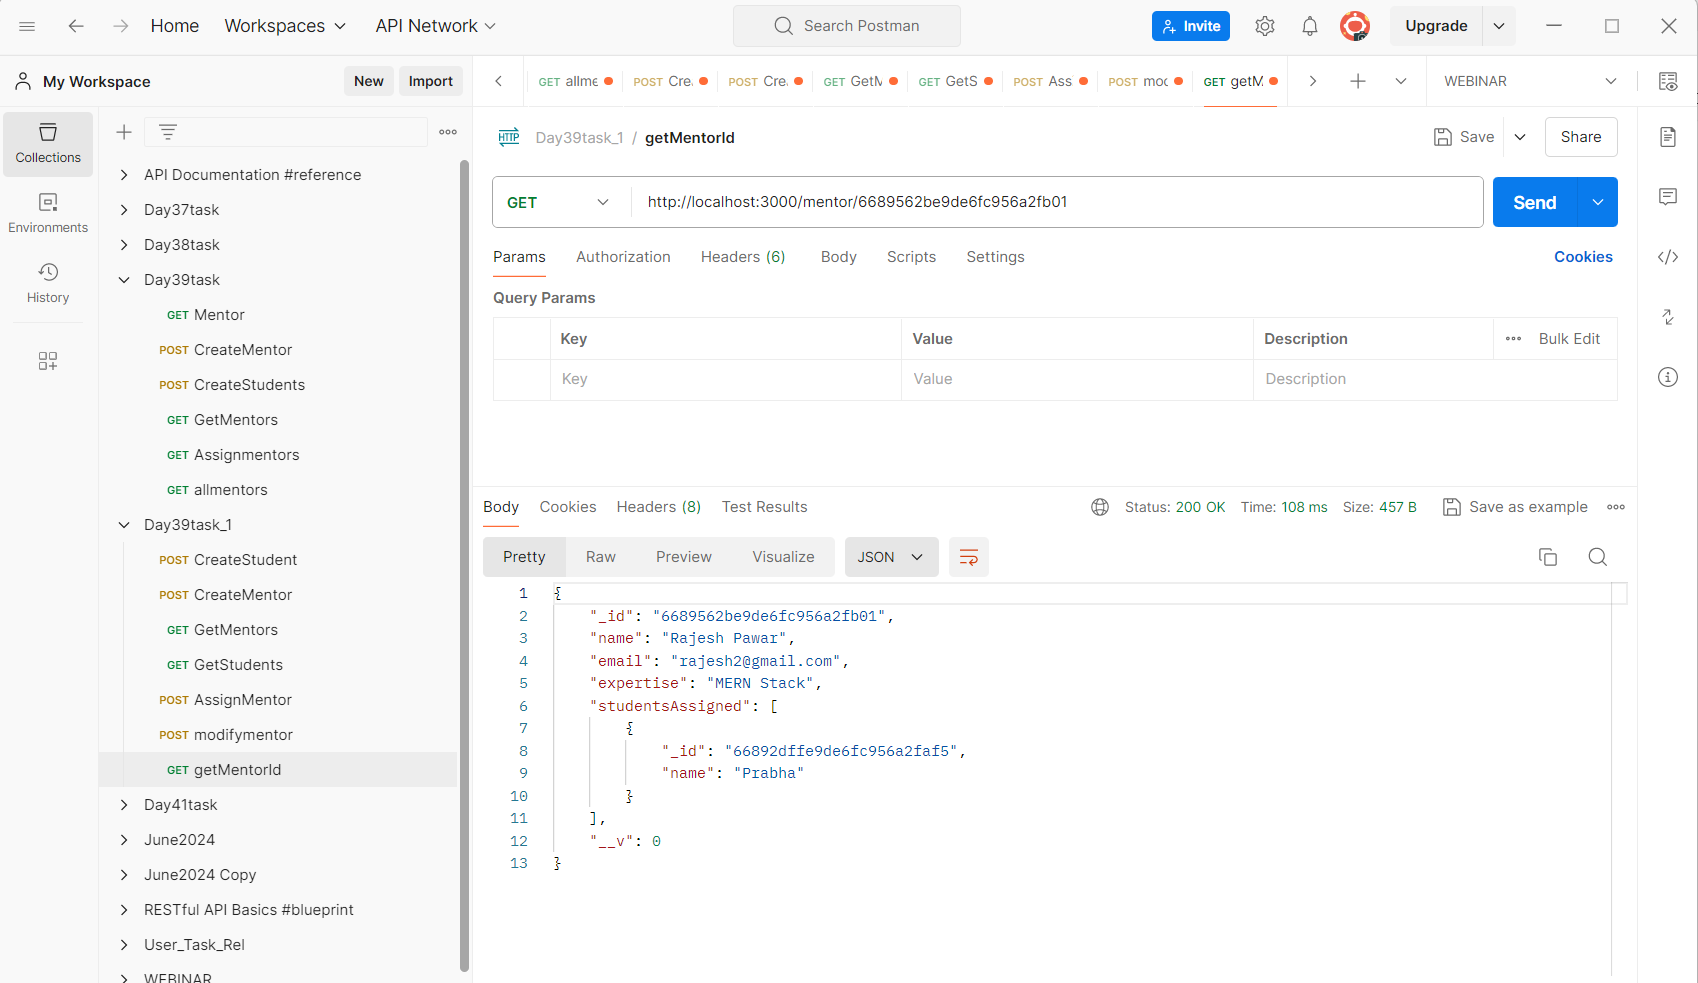 Home Workspaces API Network Search Postman Invite Upgrade
My Workspace New Import
GET allme POST Cre POST Cre GET GetM GET GetS POST Ass POST moc GET getM WEBINAR
Collections
Environments
History
API Documentation #reference
Day37task
Day38task
Day39task
GET Mentor
POST CreateMentor
POST CreateStudents
GET GetMentors
GET Assignmentors
GET allmentors
Day39task_1
POST CreateStudent
POST CreateMentor
GET GetMentors
GET GetStudents
POST AssignMentor
POST modifymentor
GET getMentorId
Day41task
June2024
June2024 Copy
RESTful API Basics #blueprint
User_Task_Rel
WEBINAR
HTTP Day39task_1 / getMentorId Save Share
GET http://localhost:3000/mentor/6689562be9de6fc956a2fb01 Send
Params Authorization Headers (6) Body Scripts Settings Cookies
Query Params
Key Value Description Bulk Edit
Key Value Description
Body Cookies Headers (8) Test Results Status: 200 OK Time: 108 ms Size: 457 B Save as example
Pretty Raw Preview Visualize JSON
1 {
2 "_id": "6689562be9de6fc956a2fb01",
3 "name": "Rajesh Pawar",
4 "email": "rajesh2@gmail.com",
5 "expertise": "MERN Stack",
6 "studentsAssigned": [
7 {
8 "_id": "66892dffe9de6fc956a2faf5",
9 "name": "Prabha"
10 }
11 ],
12 "__v": 0
13 }